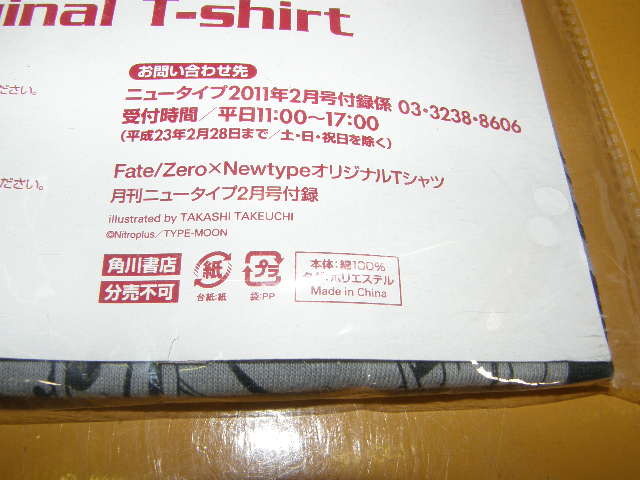 ginal T-shirt
ださい。
お問い合わせ先
ニュータイプ2011年2月号付録係 03・3238・8606
受付時間／平日11:00～17:00
(平成23年2月28日まで／土・日・祝日を除く)
ださい。
Fate/Zero×NewtypeオリジナルTシャツ
月刊ニュータイプ2月号付録
illustrated by TAKASHI TAKEUCHI
©Nitroplus/TYPE-MOON
角川書店
分売不可
紙
台紙:紙
プラ
袋:PP
本体:綿100%
タグ:ポリエステル
Made in China